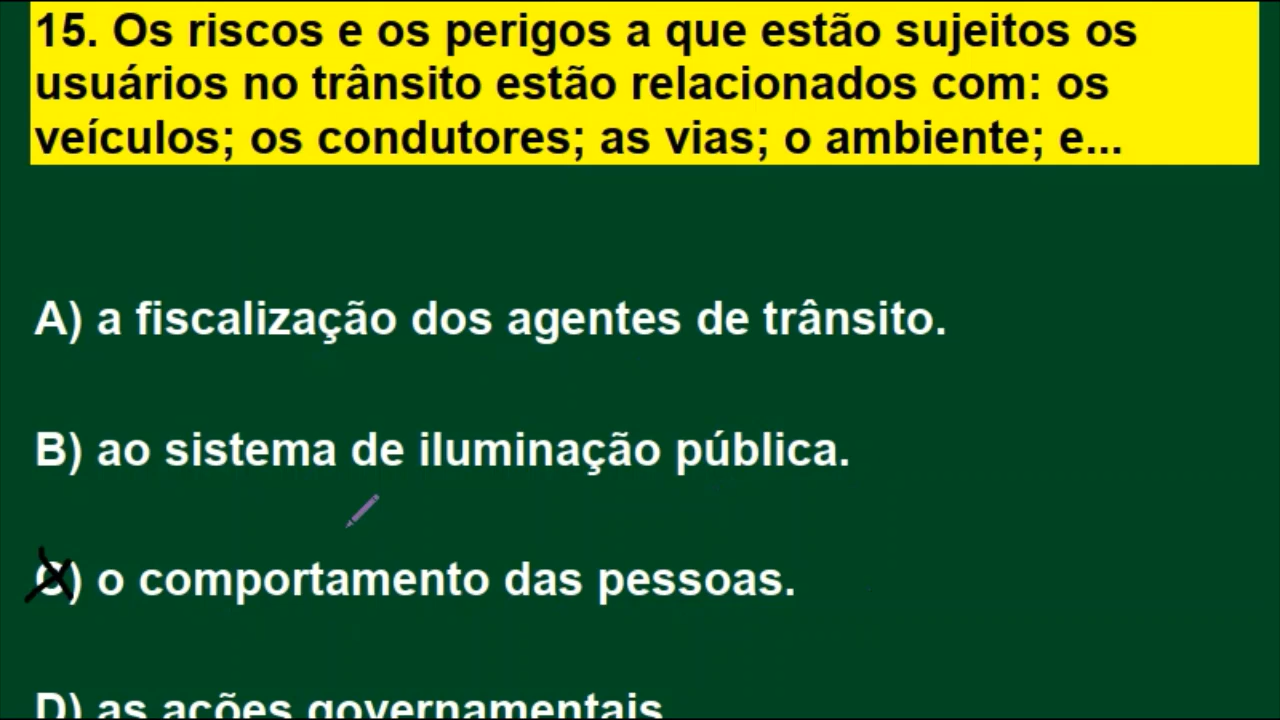 15. Os riscos e os perigos a que estão sujeitos os
usuários no trânsito estão relacionados com: os
veículos; os condutores; as vias; o ambiente; e...
A) a fiscalização dos agentes de trânsito.
B) ao sistema de iluminação pública.
C) o comportamento das pessoas.
D) as ações governamentais